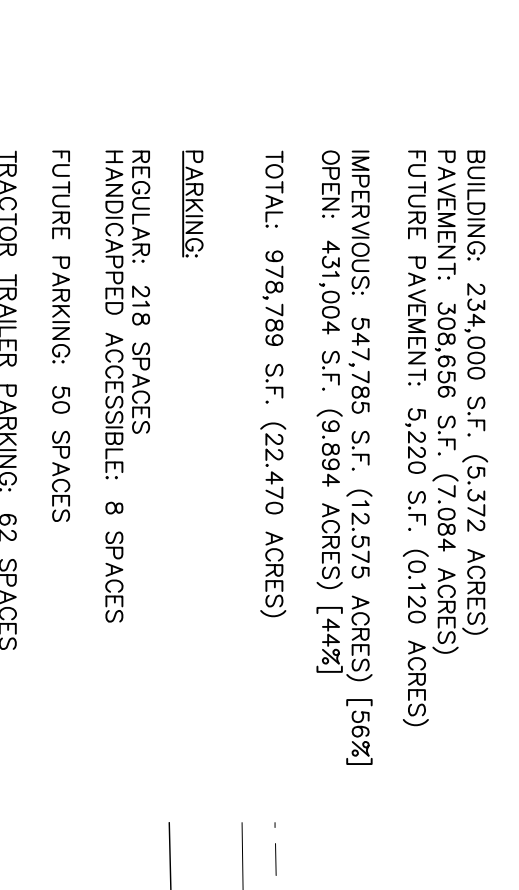 BUILDING: 234,000 S.F. (5.372 ACRES)
PAVEMENT: 308,656 S.F. (7.084 ACRES)
FUTURE PAVEMENT: 5,220 S.F. (0.120 ACRES)
IMPERVIOUS: 547,785 S.F. (12.575 ACRES) [56%]
OPEN: 431,004 S.F. (9.894 ACRES) [44%]
TOTAL: 978,789 S.F. (22.470 ACRES)
PARKING:
REGULAR: 218 SPACES
HANDICAPPED ACCESSIBLE: 8 SPACES
FUTURE PARKING: 50 SPACES
TRACTOR TRAILER PARKING: 62 SPACES